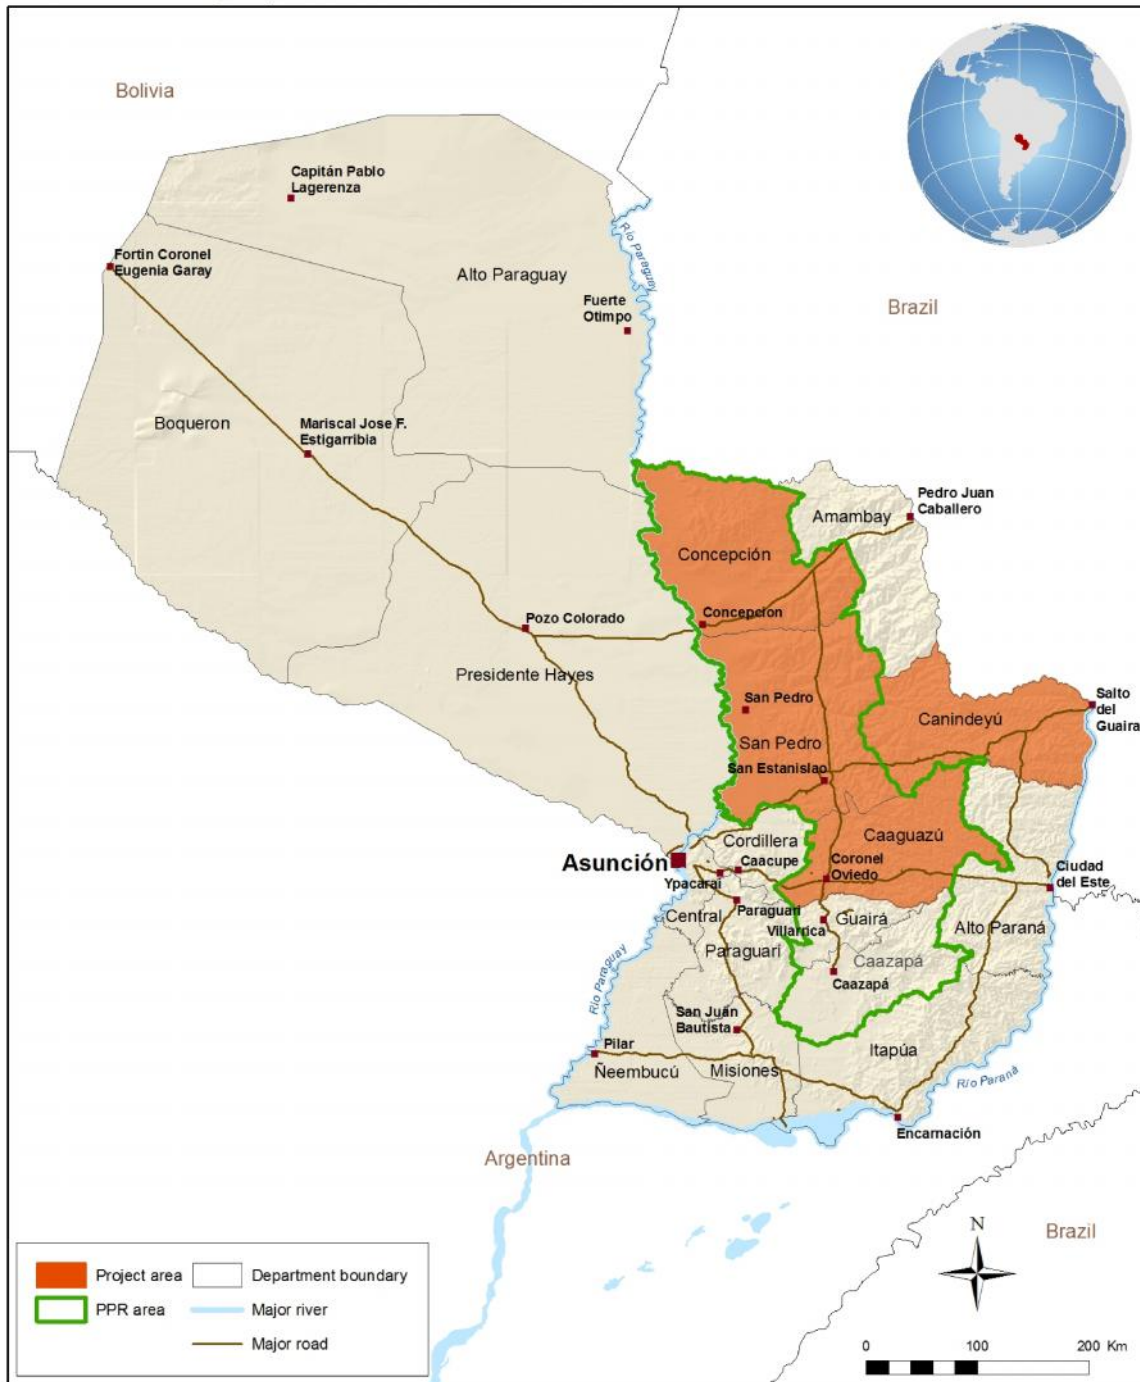 Bolivia
Capitán Pablo
Lagerenza
Río Paraguay
Fortin Coronel
Eugenia Garay
Alto Paraguay
Fuerte
Otimpo
Brazil
Boqueron
Mariscal Jose F.
Estigarribia
Pedro Juan
Caballero
Amambay
Concepción
Pozo Colorado
Concepcion
Presidente Hayes
San Pedro
Salto
del
Guaira
Canindeyú
San Pedro
San Estanislao
Cordillera
Caaguazú
Asunción
Caacupe
Coronel
Oviedo
Ciudad
del Este
Ypacarai
Central
Paraguari
Villarrica
Guairá
Alto Paraná
Paraguarí
Caazapá
Caazapá
Río Paraguay
San Juán
Bautista
Pilar
Itapúa
Ñeembucú
Misiones
Río Paraná
Encarnación
Argentina
N
Brazil
Project area
Department boundary
PPR area
Major river
Major road
0 100 200 Km